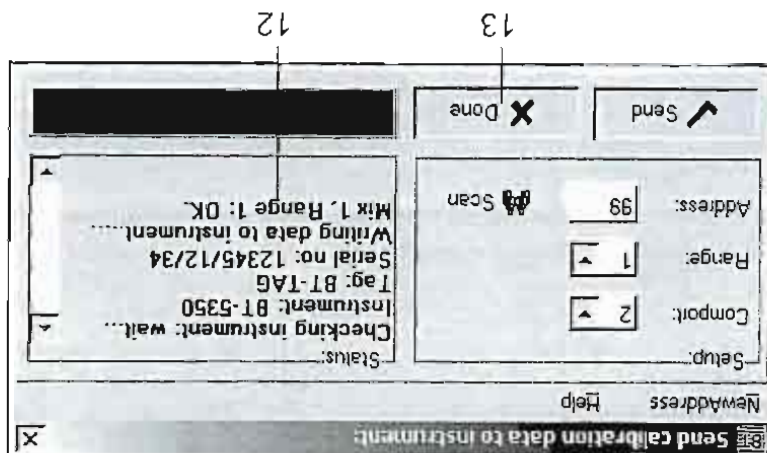 Send calibration data to instrument:
NewAddress Help
Setup:
Comport: 2
Range: 1
Address: 99
Scan
Status:
Checking instrument: wait....
Instrument: BT-5350
Tag: BT-TAG
Serial no: 12345/12/34
Writing data to instrument.....
Mix 1, Range 1: OK.
Send
Done
13
12